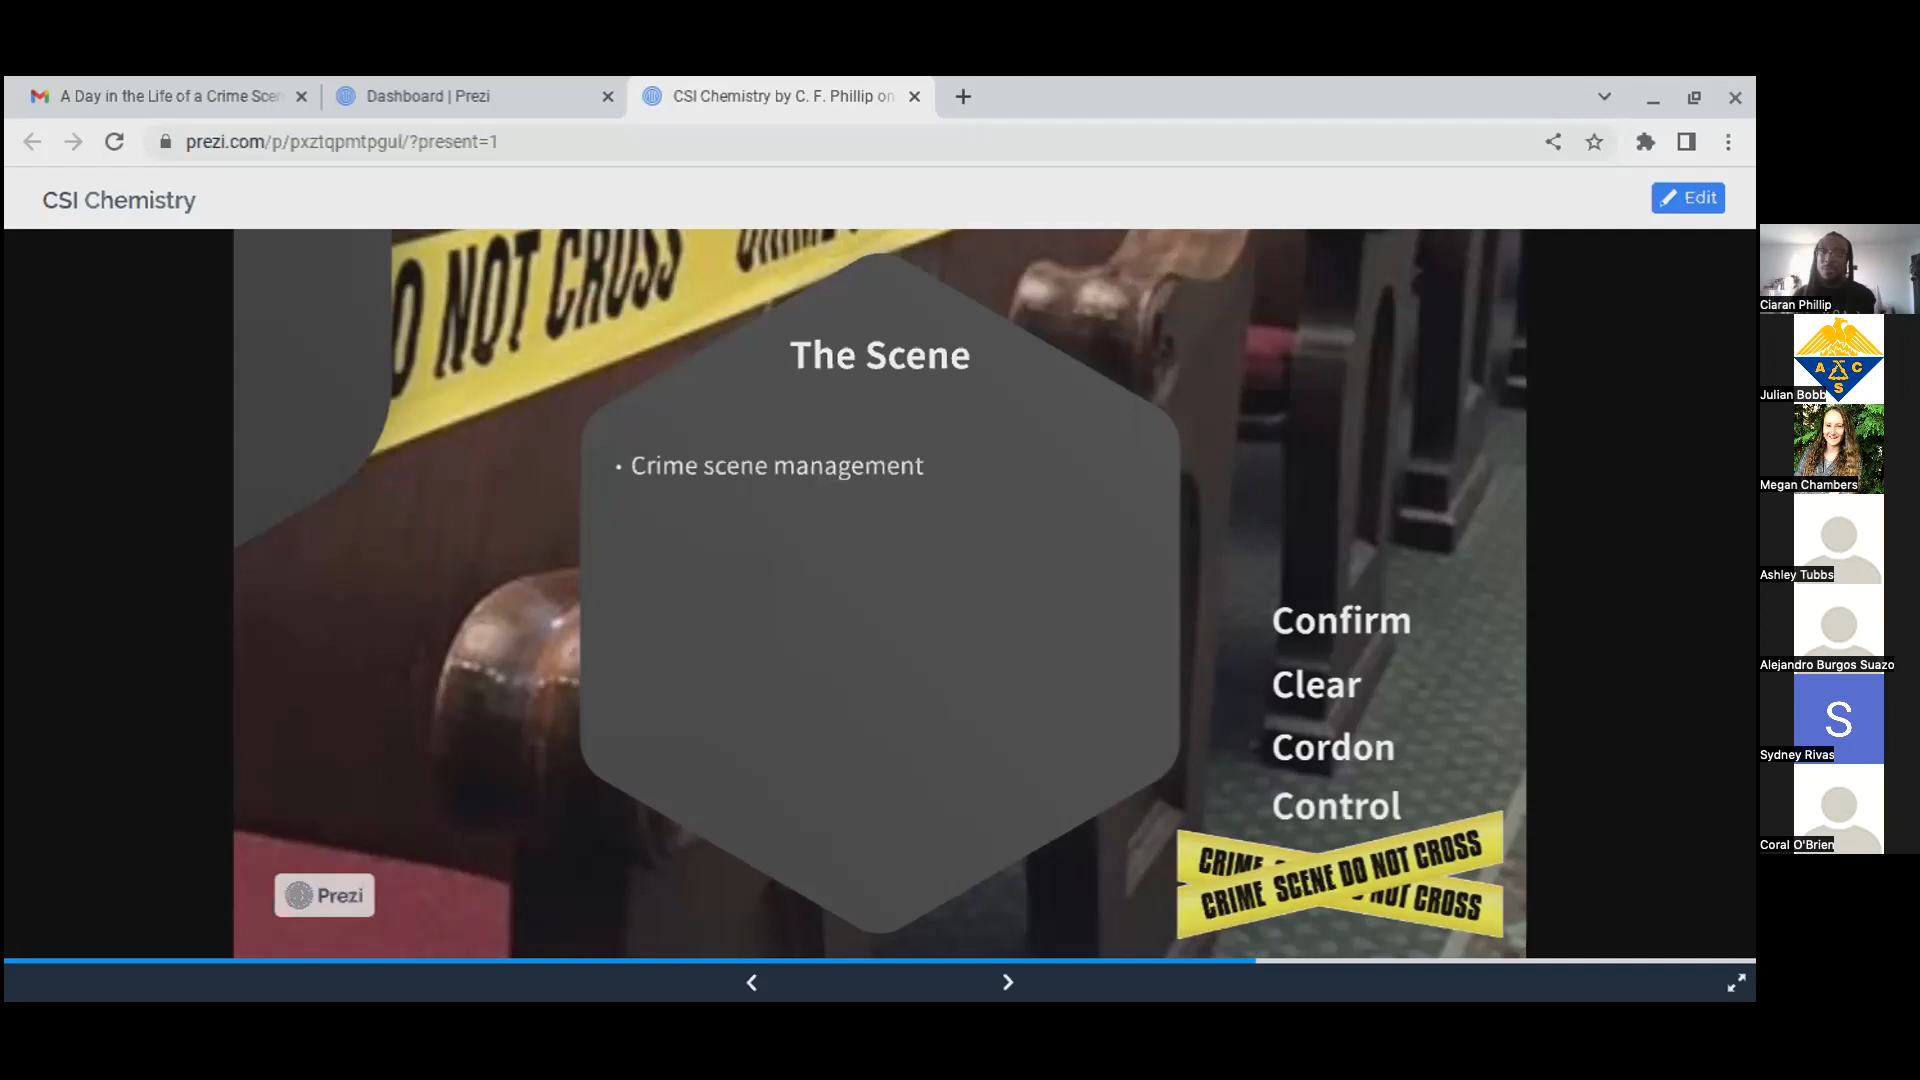 A Day in the Life of a Crime Scen
Dashboard | Prezi
CSI Chemistry by C. F. Phillip on
prezi.com/p/pxztqpmtpgul/?present=1
CSI Chemistry
Edit
O NOT CROSS
The Scene
• Crime scene management
Confirm
Clear
Cordon
Control
CRIME SCENE DO NOT CROSS
CRIME
NOT CROSS
Prezi
Ciaran Phillip
A C S
Julian Bobb
Megan Chambers
Ashley Tubbs
Alejandro Burgos Suazo
S
Sydney Rivas
Coral O'Brien